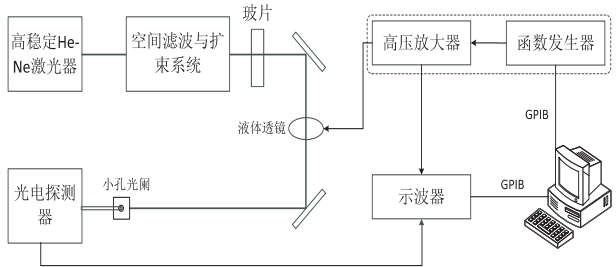 玻片
高稳定He-
Ne激光器
空间滤波与扩
束系统
高压放大器
函数发生器
GPIB
液体透镜
小孔光阑
光电探测
器
示波器
GPIB